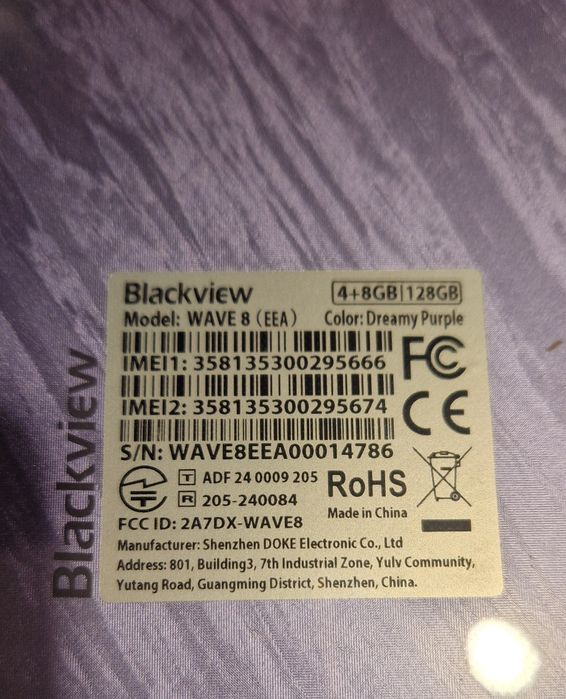 Blackview
4+8GB|128GB
Model: WAVE 8 (EEA) Color: Dreamy Purple
IMEI1: 358135300295666
IMEI2: 358135300295674
S/N: WAVE8EEA00014786
FC
CE
T ADF 24 0009 205
R 205-240084
RoHS
Made in China
FCC ID: 2A7DX-WAVE8
Manufacturer: Shenzhen DOKE Electronic Co., Ltd
Address: 801, Building3, 7th Industrial Zone, Yulv Community,
Yutang Road, Guangming District, Shenzhen, China.
Blackview